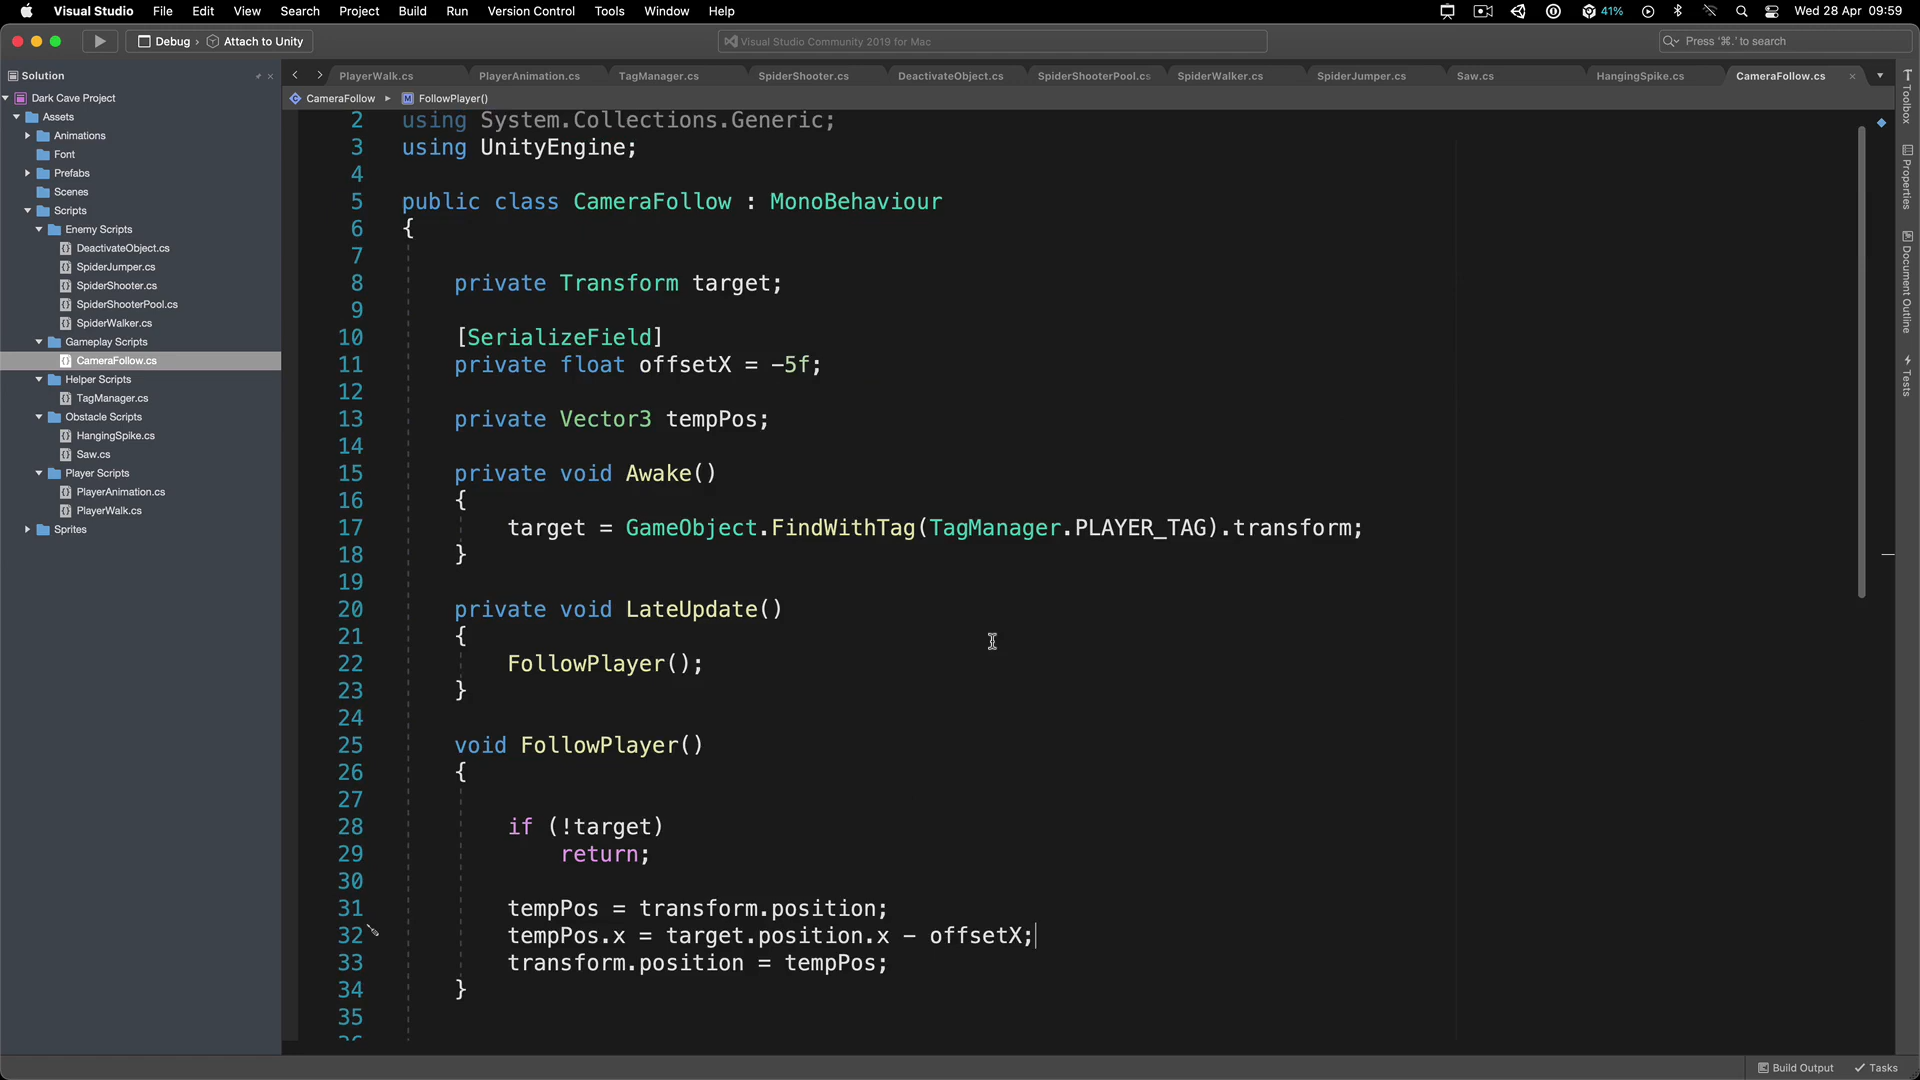 Visual Studio File Edit View Search Project Build Run Version Control Tools Window Help 41% Wed 28 Apr 09:59
Debug › Attach to Unity Visual Studio Community 2019 for Mac Press '⌘.' to search
Solution
PlayerWalk.cs PlayerAnimation.cs TagManager.cs SpiderShooter.cs DeactivateObject.cs SpiderShooterPool.cs SpiderWalker.cs SpiderJumper.cs Saw.cs HangingSpike.cs CameraFollow.cs
CameraFollow FollowPlayer()
Dark Cave Project
Assets
Animations
Font
Prefabs
Scenes
Scripts
Enemy Scripts
DeactivateObject.cs
SpiderJumper.cs
SpiderShooter.cs
SpiderShooterPool.cs
SpiderWalker.cs
Gameplay Scripts
CameraFollow.cs
Helper Scripts
TagManager.cs
Obstacle Scripts
HangingSpike.cs
Saw.cs
Player Scripts
PlayerAnimation.cs
PlayerWalk.cs
Sprites
2 using System.Collections.Generic;
3 using UnityEngine;
4
5 public class CameraFollow : MonoBehaviour
6 {
7
8 private Transform target;
9
10 [SerializeField]
11 private float offsetX = -5f;
12
13 private Vector3 tempPos;
14
15 private void Awake()
16 {
17 target = GameObject.FindWithTag(TagManager.PLAYER_TAG).transform;
18 }
19
20 private void LateUpdate()
21 {
22 FollowPlayer();
23 }
24
25 void FollowPlayer()
26 {
27
28 if (!target)
29 return;
30
31 tempPos = transform.position;
32 tempPos.x = target.position.x - offsetX;
33 transform.position = tempPos;
34 }
35
36
Toolbox
Properties
Document Outline
Tests
Build Output Tasks